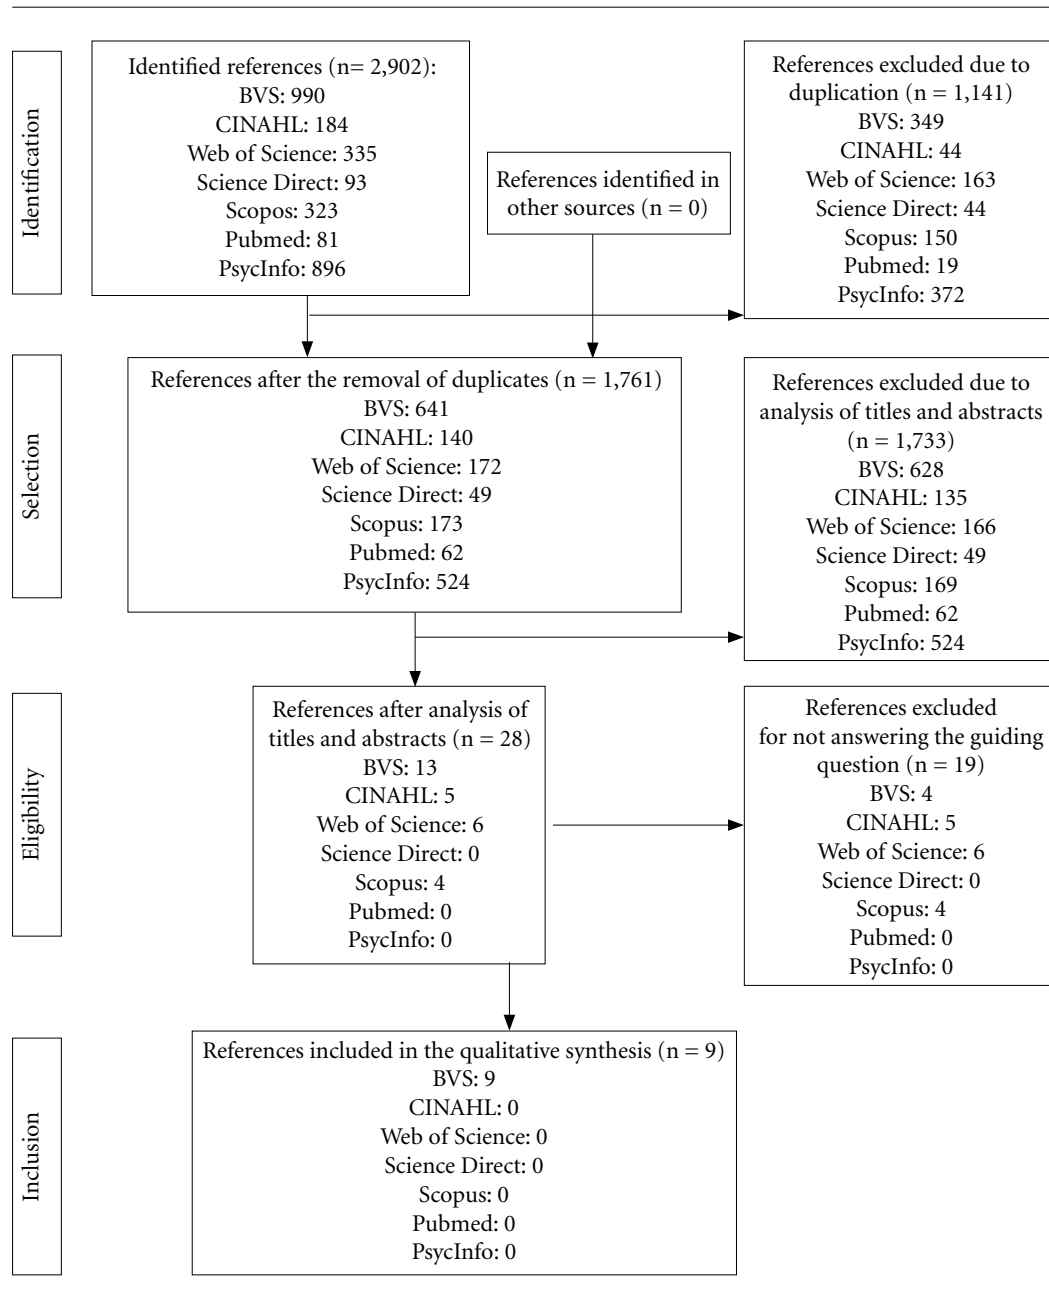 Identification
Identified references (n= 2,902):
BVS: 990
CINAHL: 184
Web of Science: 335
Science Direct: 93
Scopos: 323
Pubmed: 81
PsycInfo: 896
References identified in
other sources (n = 0)
References excluded due to
duplication (n = 1,141)
BVS: 349
CINAHL: 44
Web of Science: 163
Science Direct: 44
Scopus: 150
Pubmed: 19
PsycInfo: 372
Selection
References after the removal of duplicates (n = 1,761)
BVS: 641
CINAHL: 140
Web of Science: 172
Science Direct: 49
Scopus: 173
Pubmed: 62
PsycInfo: 524
References excluded due to
analysis of titles and abstracts
(n = 1,733)
BVS: 628
CINAHL: 135
Web of Science: 166
Science Direct: 49
Scopus: 169
Pubmed: 62
PsycInfo: 524
Eligibility
References after analysis of
titles and abstracts (n = 28)
BVS: 13
CINAHL: 5
Web of Science: 6
Science Direct: 0
Scopus: 4
Pubmed: 0
PsycInfo: 0
References excluded
for not answering the guiding
question (n = 19)
BVS: 4
CINAHL: 5
Web of Science: 6
Science Direct: 0
Scopus: 4
Pubmed: 0
PsycInfo: 0
Inclusion
References included in the qualitative synthesis (n = 9)
BVS: 9
CINAHL: 0
Web of Science: 0
Science Direct: 0
Scopus: 0
Pubmed: 0
PsycInfo: 0